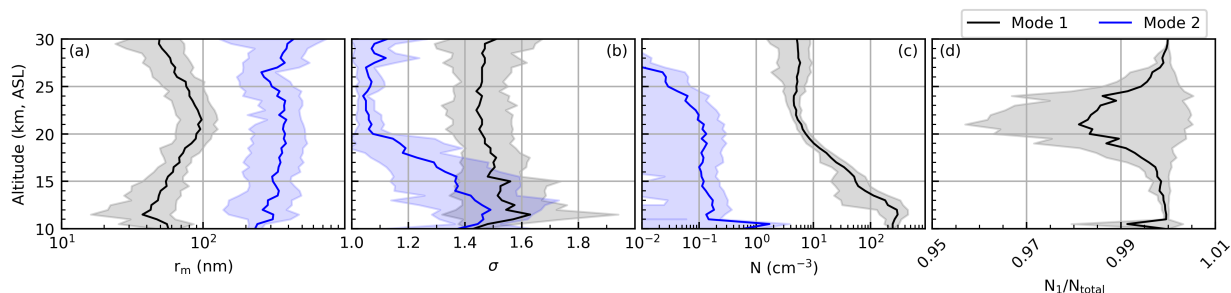 Mode 1 Mode 2
(a) (b) (c) (d)
Altitude (km, ASL)
30
25
20
15
10
10¹ 10² 1.0 1.2 1.4 1.6 1.8 10⁻² 10⁻¹ 10⁰ 10¹ 10² 0.95 0.97 0.99 1.01
rₘ (nm) σ N (cm⁻³) N₁/Nₜₒₜₐₗ